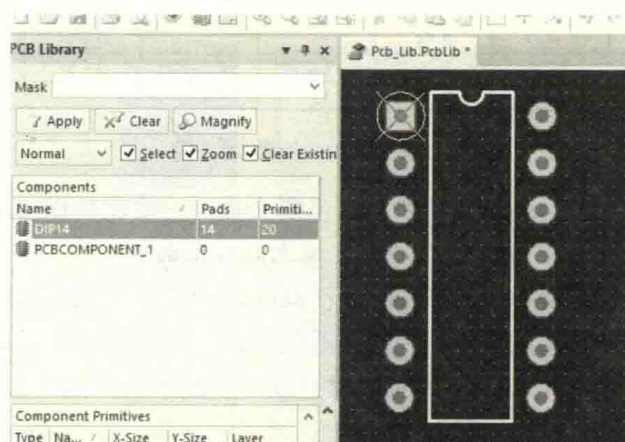 PCB Library
Pcb_Lib.PcbLib *
Mask
Apply Clear Magnify
Normal Select Zoom Clear Existin
Components
Name Pads Primiti...
DIP14 14 20
PCBCOMPONENT_1 0 0
Component Primitives
Type Na... X-Size Y-Size Layer